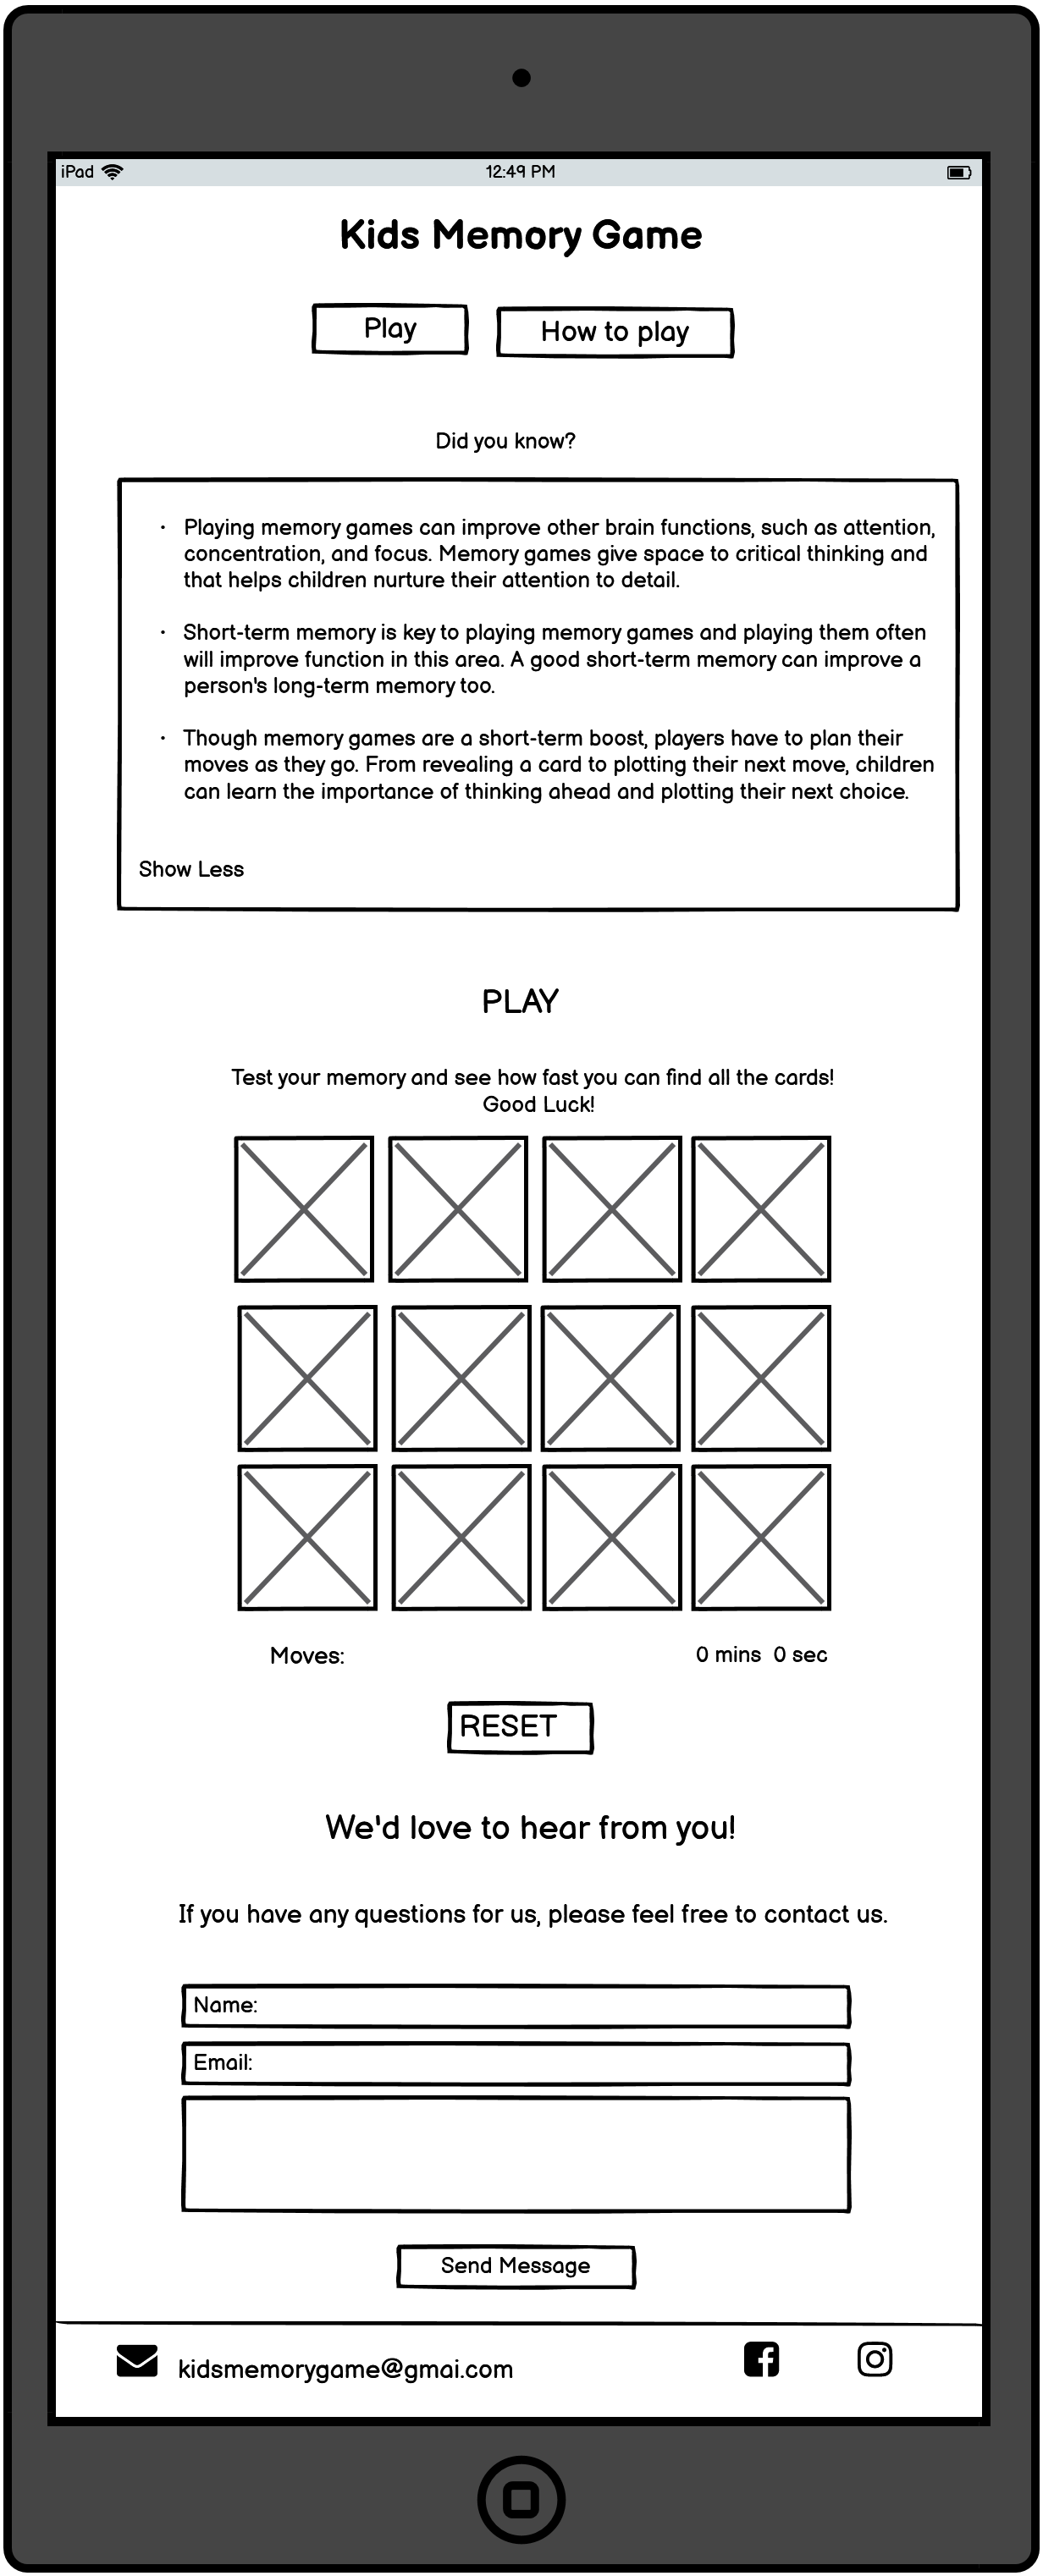 iPad
12:49 PM
Kids Memory Game
Play
How to play
Did you know?
• Playing memory games can improve other brain functions, such as attention,
concentration, and focus. Memory games give space to critical thinking and
that helps children nurture their attention to detail.
• Short-term memory is key to playing memory games and playing them often
will improve function in this area. A good short-term memory can improve a
person's long-term memory too.
• Though memory games are a short-term boost, players have to plan their
moves as they go. From revealing a card to plotting their next move, children
can learn the importance of thinking ahead and plotting their next choice.
Show Less
PLAY
Test your memory and see how fast you can find all the cards!
Good Luck!
Moves:
0 mins 0 sec
RESET
We'd love to hear from you!
If you have any questions for us, please feel free to contact us.
Name:
Email:
Send Message
kidsmemorygame@gmai.com